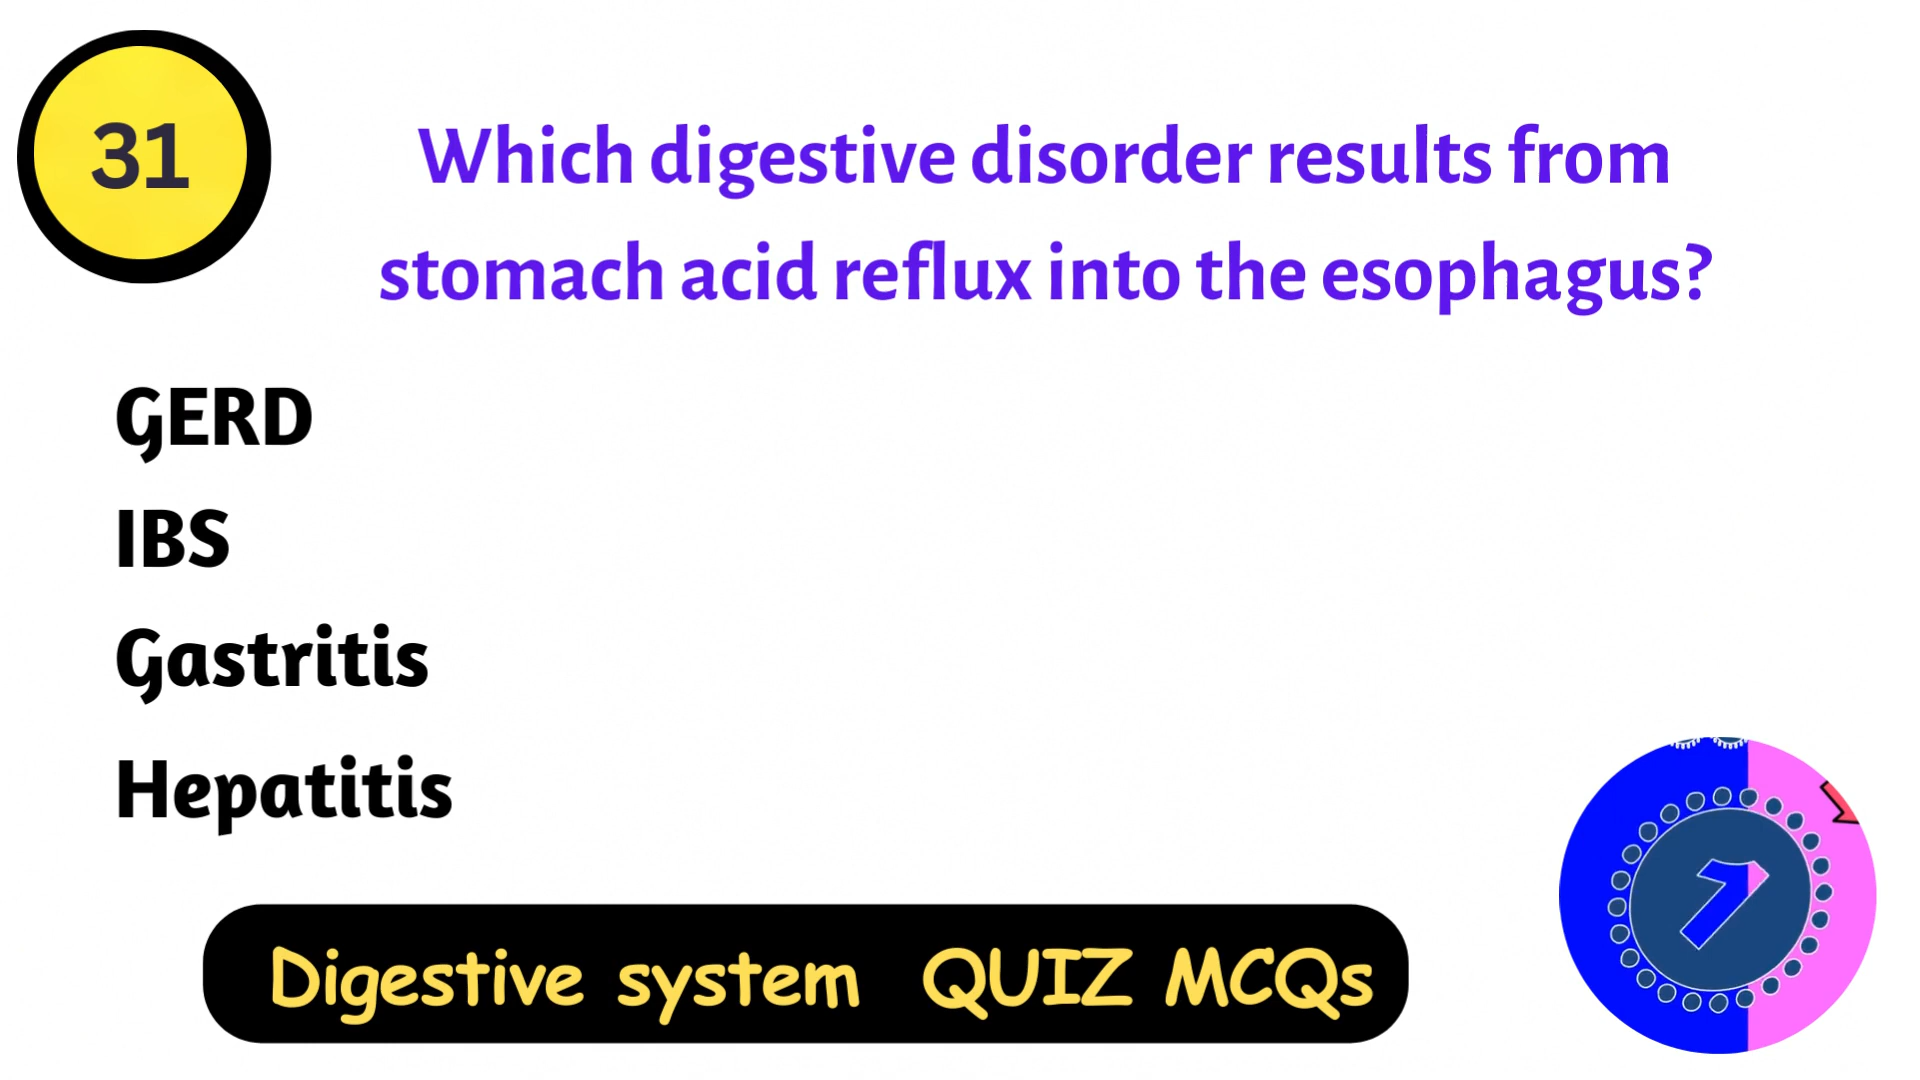 31
Which digestive disorder results from
stomach acid reflux into the esophagus?
GERD
IBS
Gastritis
Hepatitis
Digestive system QUIZ MCQs
1